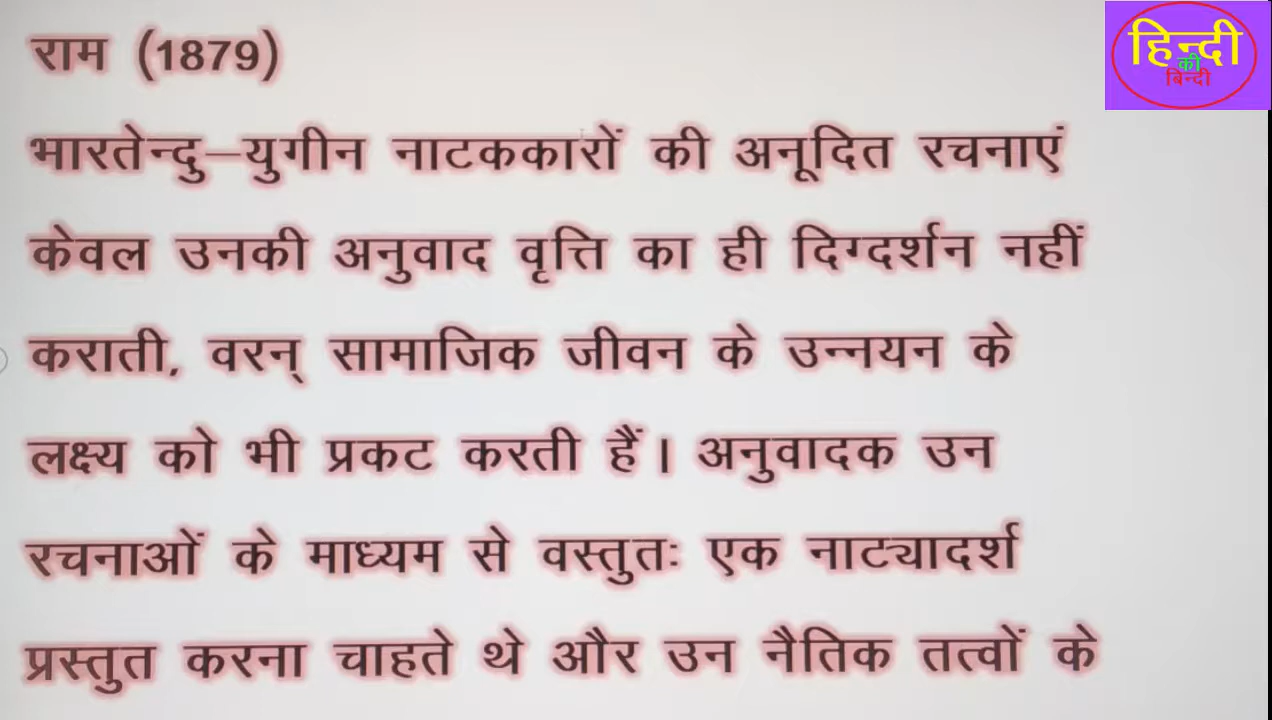 राम (1879)
हिन्दी
की
बिन्दी
भारतेन्दु–युगीन नाटककारों की अनूदित रचनाएं
केवल उनकी अनुवाद वृत्ति का ही दिग्दर्शन नहीं
कराती, वरन् सामाजिक जीवन के उन्नयन के
लक्ष्य को भी प्रकट करती हैं। अनुवादक उन
रचनाओं के माध्यम से वस्तुतः एक नाट्यादर्श
प्रस्तुत करना चाहते थे और उन नैतिक तत्वों के